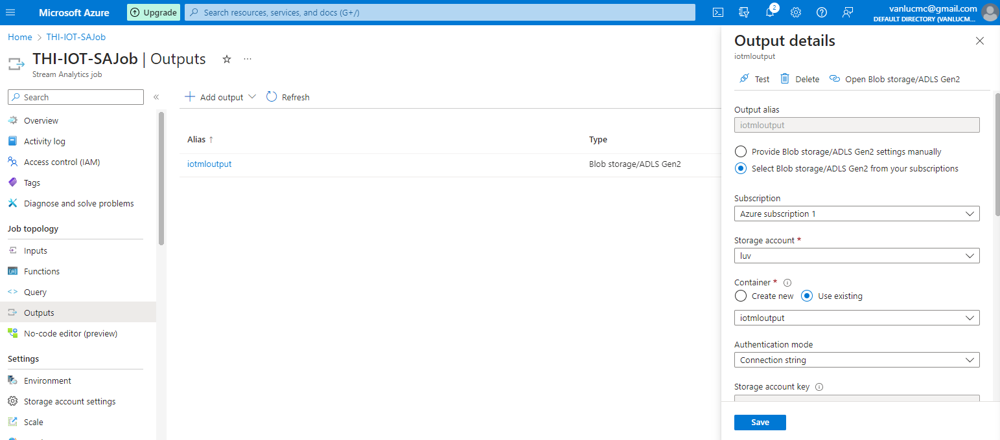 Microsoft Azure
Upgrade
Search resources, services, and docs (G+/)
2
vanlucmc@gmail.com
DEFAULT DIRECTORY (VANLUCM...
Home > THI-IOT-SAJob
THI-IOT-SAJob | Outputs
Stream Analytics job
Search
Overview
Activity log
Access control (IAM)
Tags
Diagnose and solve problems
Job topology
Inputs
Functions
Query
Outputs
No-code editor (preview)
Settings
Environment
Storage account settings
Scale
Add output
Refresh
Alias ↑
Type
iotmloutput
Blob storage/ADLS Gen2
Output details
iotmloutput
Test
Delete
Open Blob storage/ADLS Gen2
Output alias
iotmloutput
Provide Blob storage/ADLS Gen2 settings manually
Select Blob storage/ADLS Gen2 from your subscriptions
Subscription
Azure subscription 1
Storage account *
luv
Container *
Create new
Use existing
iotmloutput
Authentication mode
Connection string
Storage account key
Save